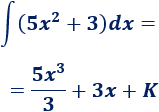 ∫(5x² + 3)dx =
= 5x³/3 + 3x + K